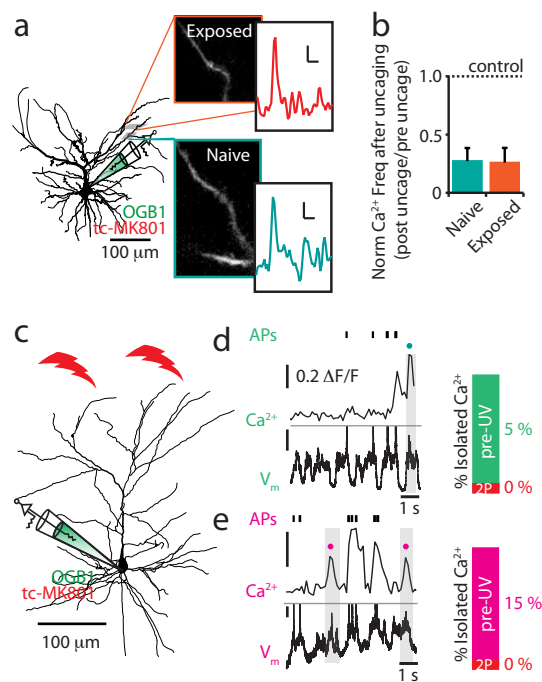 a
Exposed
Naive
OGB1
tc-MK801
100 µm
b
Norm Ca2+ Freq after uncaging
(post uncage/pre uncage)
1.0
0.5
0
control
Naive
Exposed
c
OGB1
tc-MK801
100 µm
d
APs
0.2 ΔF/F
Ca2+
Vm
1 s
% Isolated Ca2+
pre-UV
2P
5 %
0 %
e
APs
Ca2+
Vm
1 s
% Isolated Ca2+
pre-UV
2P
15 %
0 %